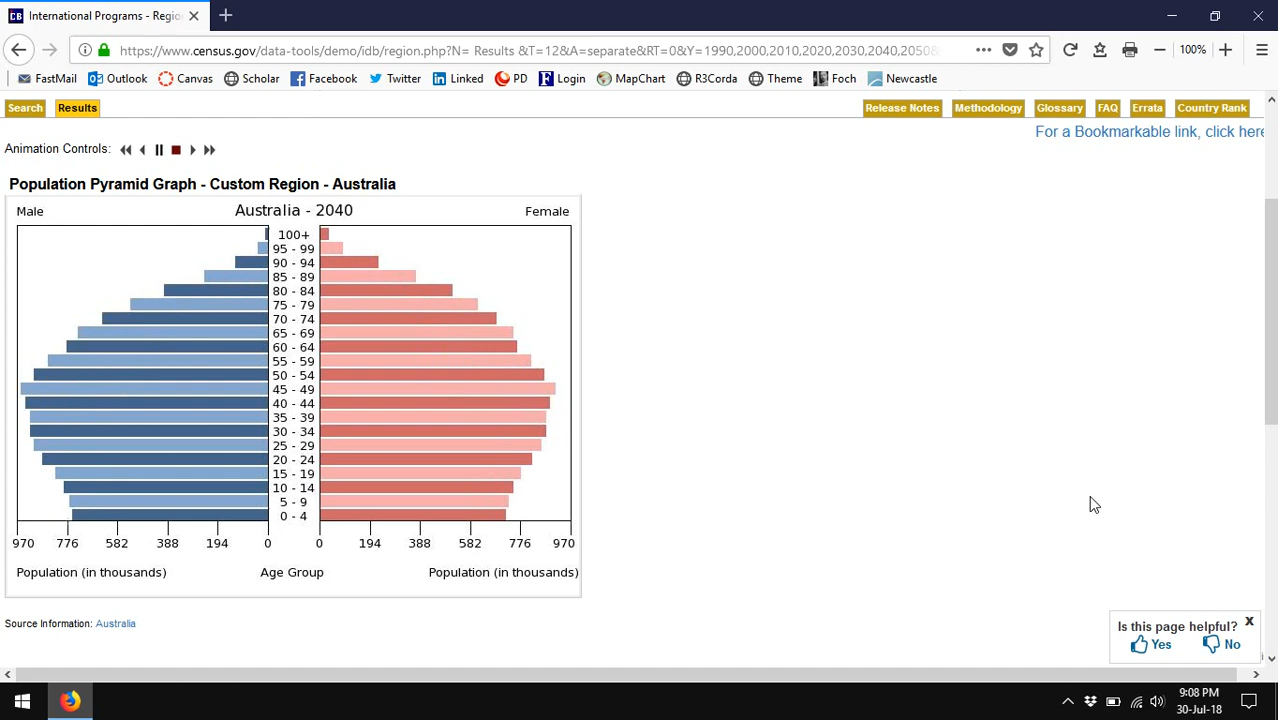 International Programs - Regio
https://www.census.gov/data-tools/demo/idb/region.php?N= Results &T=12&A=separate&RT=0&Y=1990,2000,2010,2020,2030,2040,2050&
100%
FastMail Outlook Canvas Scholar Facebook Twitter Linked PD Login MapChart R3Corda Theme Foch Newcastle
Search Results Release Notes Methodology Glossary FAQ Errata Country Rank
For a Bookmarkable link, click here
Animation Controls:
Population Pyramid Graph - Custom Region - Australia
Male Australia - 2040 Female
100+
95 - 99
90 - 94
85 - 89
80 - 84
75 - 79
70 - 74
65 - 69
60 - 64
55 - 59
50 - 54
45 - 49
40 - 44
35 - 39
30 - 34
25 - 29
20 - 24
15 - 19
10 - 14
5 - 9
0 - 4
970 776 582 388 194 0 0 194 388 582 776 970
Population (in thousands) Age Group Population (in thousands)
Source Information: Australia
Is this page helpful? X
Yes No
9:08 PM
30-Jul-18